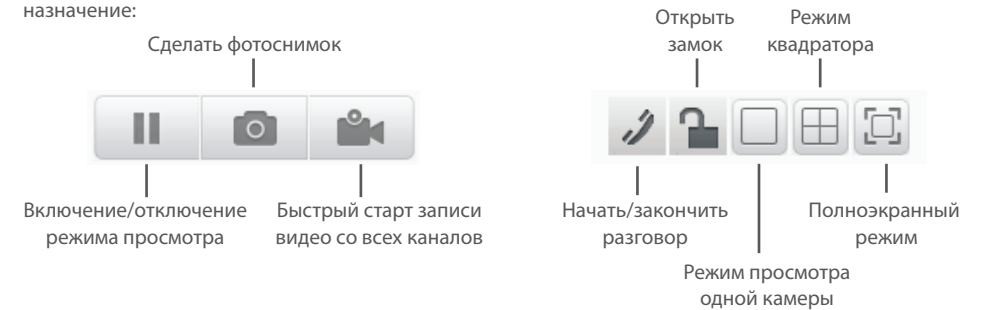 назначение:
Сделать фотоснимок
Включение/отключение
режима просмотра
Быстрый старт записи
видео со всех каналов
Открыть
замок
Режим
квадратора
Начать/закончить
разговор
Режим просмотра
одной камеры
Полноэкранный
режим